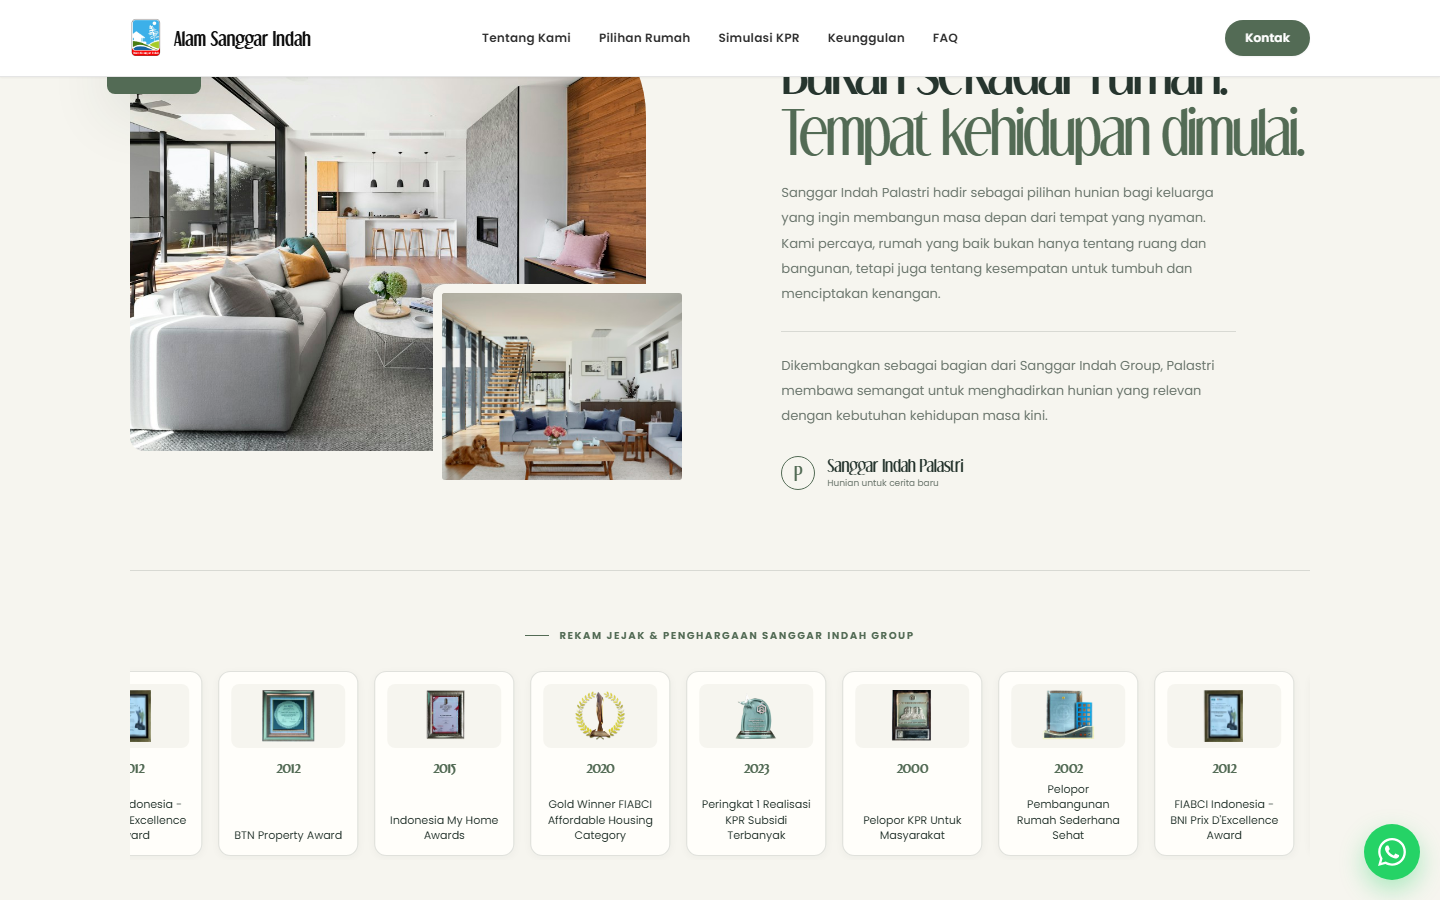 Alam Sanggar Indah
Tentang Kami
Pilihan Rumah
Simulasi KPR
Keunggulan
FAQ
Kontak
Bukan sekadar rumah.
Tempat kehidupan dimulai.
Sanggar Indah Palastri hadir sebagai pilihan hunian bagi keluarga
yang ingin membangun masa depan dari tempat yang nyaman.
Kami percaya, rumah yang baik bukan hanya tentang ruang dan
bangunan, tetapi juga tentang kesempatan untuk tumbuh dan
menciptakan kenangan.
Dikembangkan sebagai bagian dari Sanggar Indah Group, Palastri
membawa semangat untuk menghadirkan hunian yang relevan
dengan kebutuhan kehidupan masa kini.
P
Sanggar Indah Palastri
Hunian untuk cerita baru
REKAM JEJAK & PENGHARGAAN SANGGAR INDAH GROUP
012
donesia -
Excellence
ard
2012
BTN Property Award
2015
Indonesia My Home
Awards
2020
Gold Winner FIABCI
Affordable Housing
Category
2023
Peringkat 1 Realisasi
KPR Subsidi
Terbanyak
2000
Pelopor KPR Untuk
Masyarakat
2002
Pelopor
Pembangunan
Rumah Sederhana
Sehat
2012
FIABCI Indonesia -
BNI Prix D'Excellence
Award